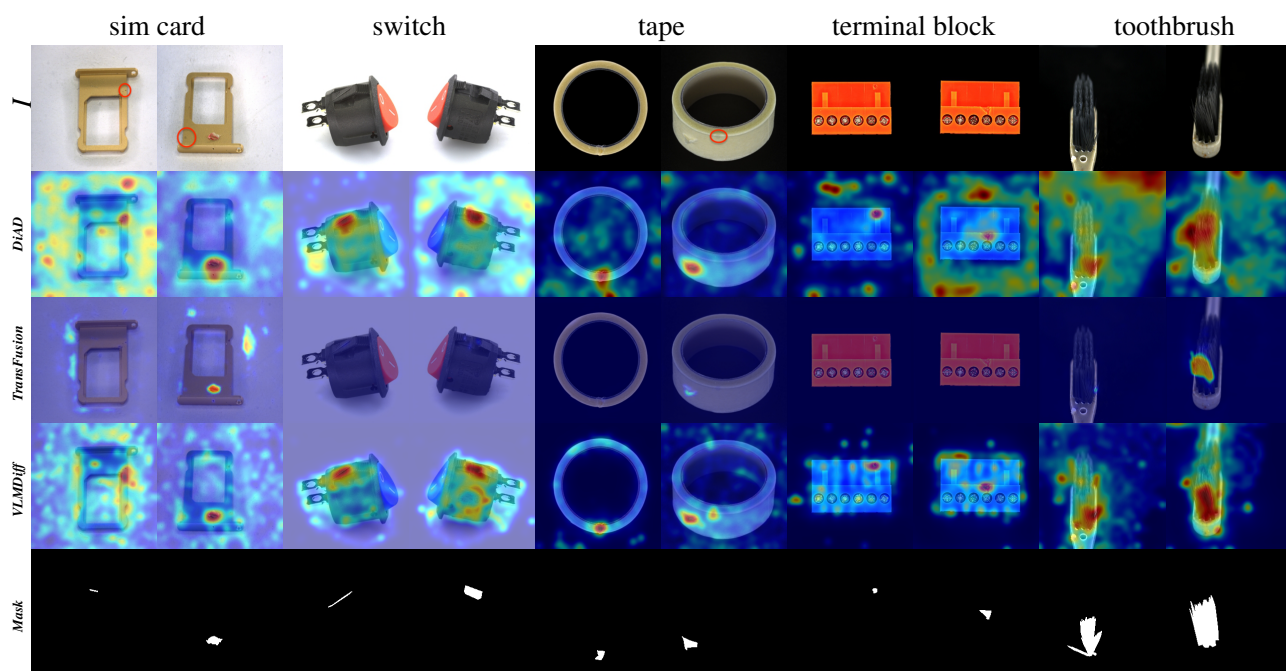 sim card switch tape terminal block toothbrush
I
DiAD
TransFusion
VLMDiff
Mask